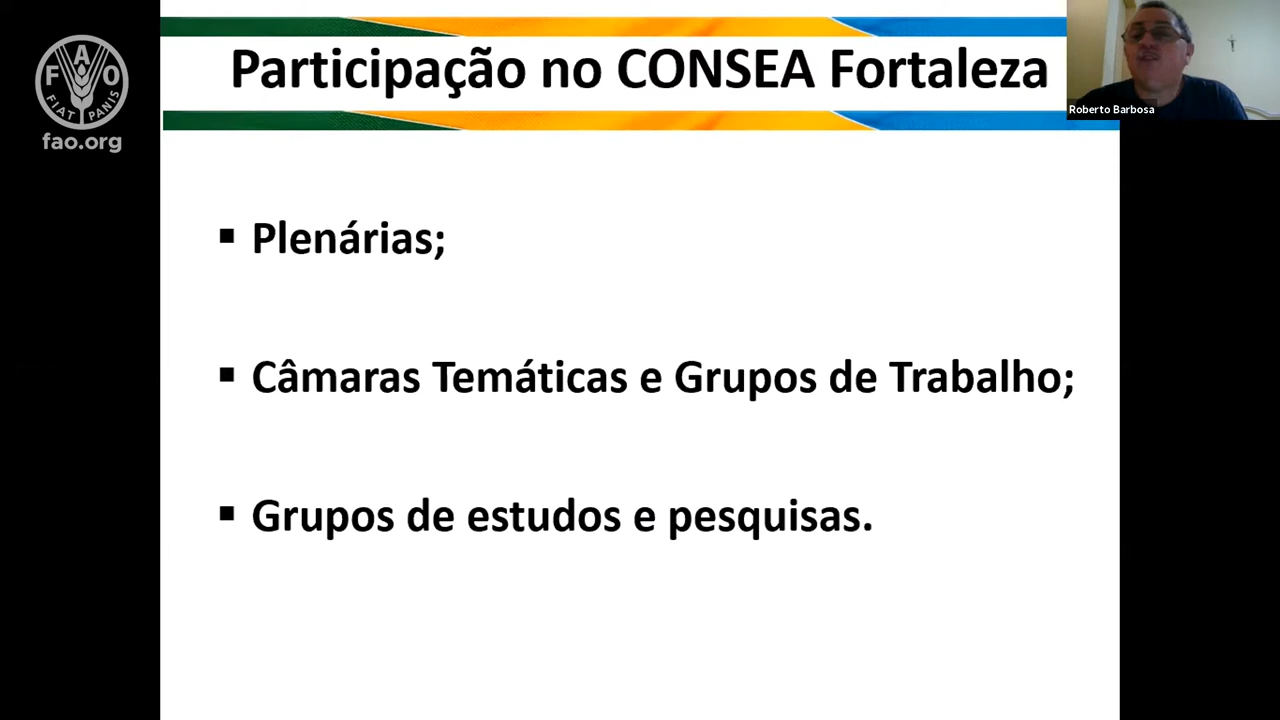 F A O
FIAT PANIS
fao.org
Participação no CONSEA Fortaleza
Roberto Barbosa
▪ Plenárias;
▪ Câmaras Temáticas e Grupos de Trabalho;
▪ Grupos de estudos e pesquisas.